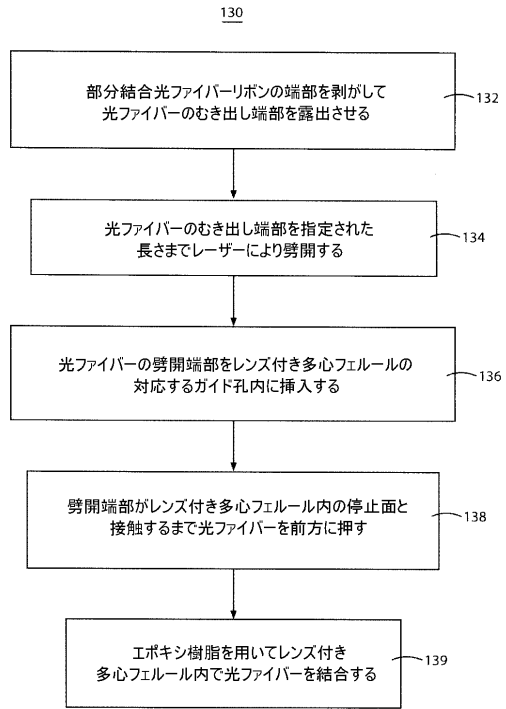 130
部分結合光ファイバーリボンの端部を剥がして
光ファイバーのむき出し端部を露出させる
132
光ファイバーのむき出し端部を指定された
長さまでレーザーにより劈開する
134
光ファイバーの劈開端部をレンズ付き多心フェルールの
対応するガイド孔内に挿入する
136
劈開端部がレンズ付き多心フェルール内の停止面と
接触するまで光ファイバーを前方に押す
138
エポキシ樹脂を用いてレンズ付き
多心フェルール内で光ファイバーを結合する
139